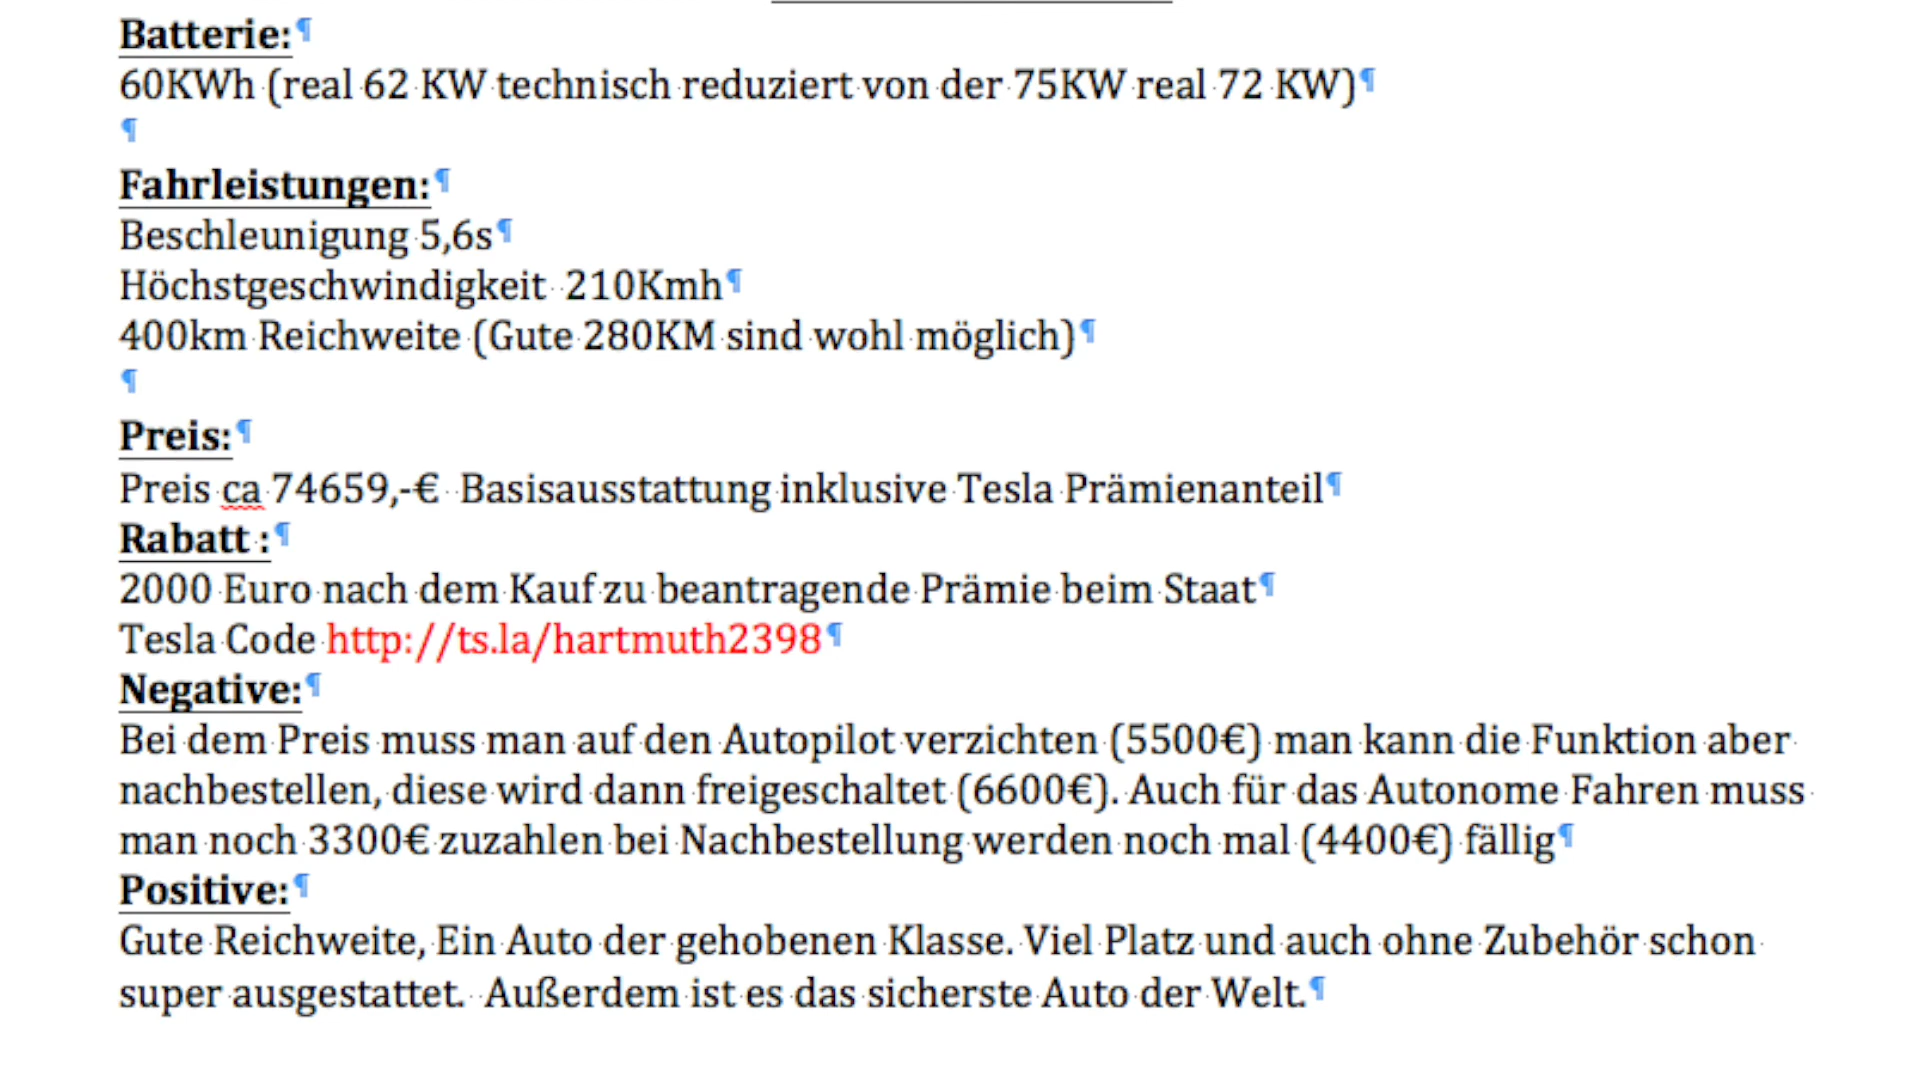 Batterie:¶
60KWh (real 62 KW technisch reduziert von der 75KW real 72 KW)¶
¶
Fahrleistungen:¶
Beschleunigung 5,6s¶
Höchstgeschwindigkeit  210Kmh¶
400km Reichweite (Gute 280KM sind wohl möglich)¶
¶
Preis:¶
Preis ca 74659,-€  Basisausstattung inklusive Tesla Prämienanteil¶
Rabatt :¶
2000 Euro nach dem Kauf zu beantragende Prämie beim Staat¶
Tesla Code http://ts.la/hartmuth2398¶
Negative:¶
Bei dem Preis muss man auf den Autopilot verzichten (5500€) man kann die Funktion aber
nachbestellen, diese wird dann freigeschaltet (6600€). Auch für das Autonome Fahren muss
man noch 3300€ zuzahlen bei Nachbestellung werden noch mal (4400€) fällig¶
Positive:¶
Gute Reichweite, Ein Auto der gehobenen Klasse. Viel Platz und auch ohne Zubehör schon
super ausgestattet.  Außerdem ist es das sicherste Auto der Welt.¶